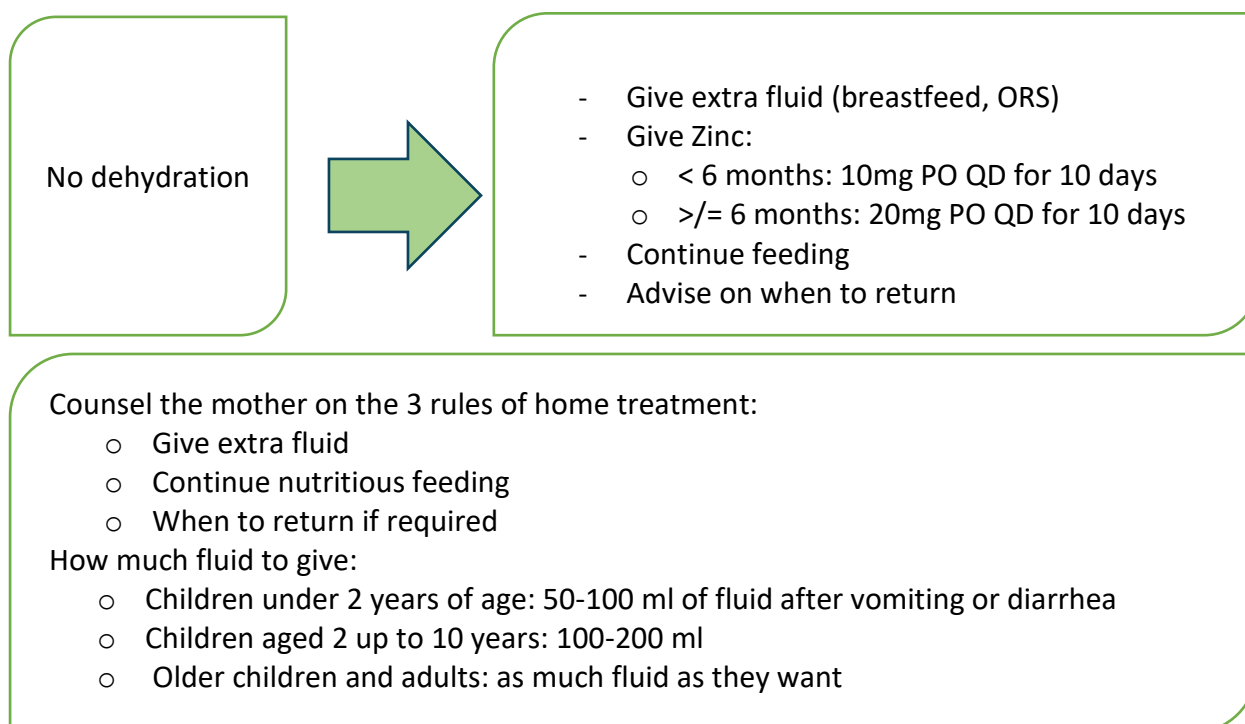 No dehydration
- Give extra fluid (breastfeed, ORS)
- Give Zinc:
o < 6 months: 10mg PO QD for 10 days
o >/= 6 months: 20mg PO QD for 10 days
- Continue feeding
- Advise on when to return
Counsel the mother on the 3 rules of home treatment:
o Give extra fluid
o Continue nutritious feeding
o When to return if required
How much fluid to give:
o Children under 2 years of age: 50-100 ml of fluid after vomiting or diarrhea
o Children aged 2 up to 10 years: 100-200 ml
o Older children and adults: as much fluid as they want